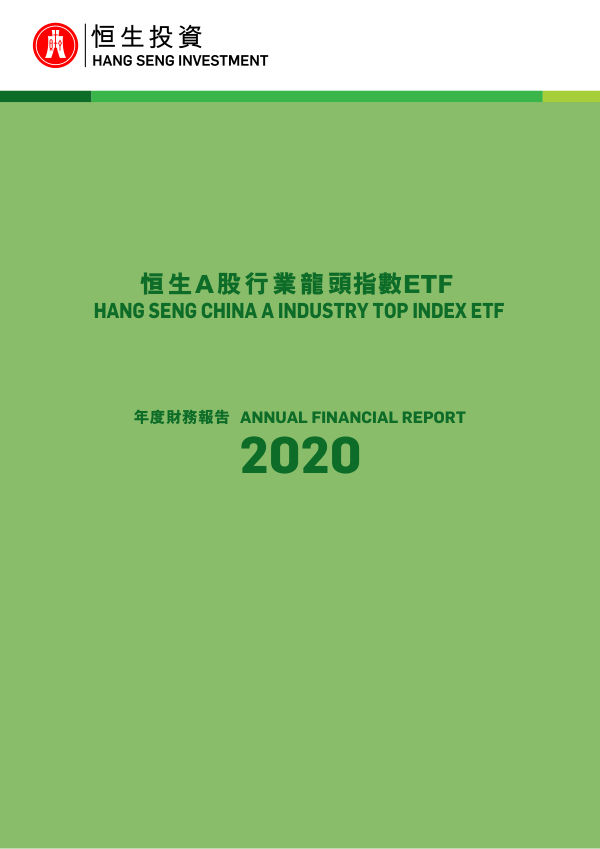 恒生投資
HANG SENG INVESTMENT
恒生A股行業龍頭指數ETF
HANG SENG CHINA A INDUSTRY TOP INDEX ETF
年度財務報告 ANNUAL FINANCIAL REPORT
2020